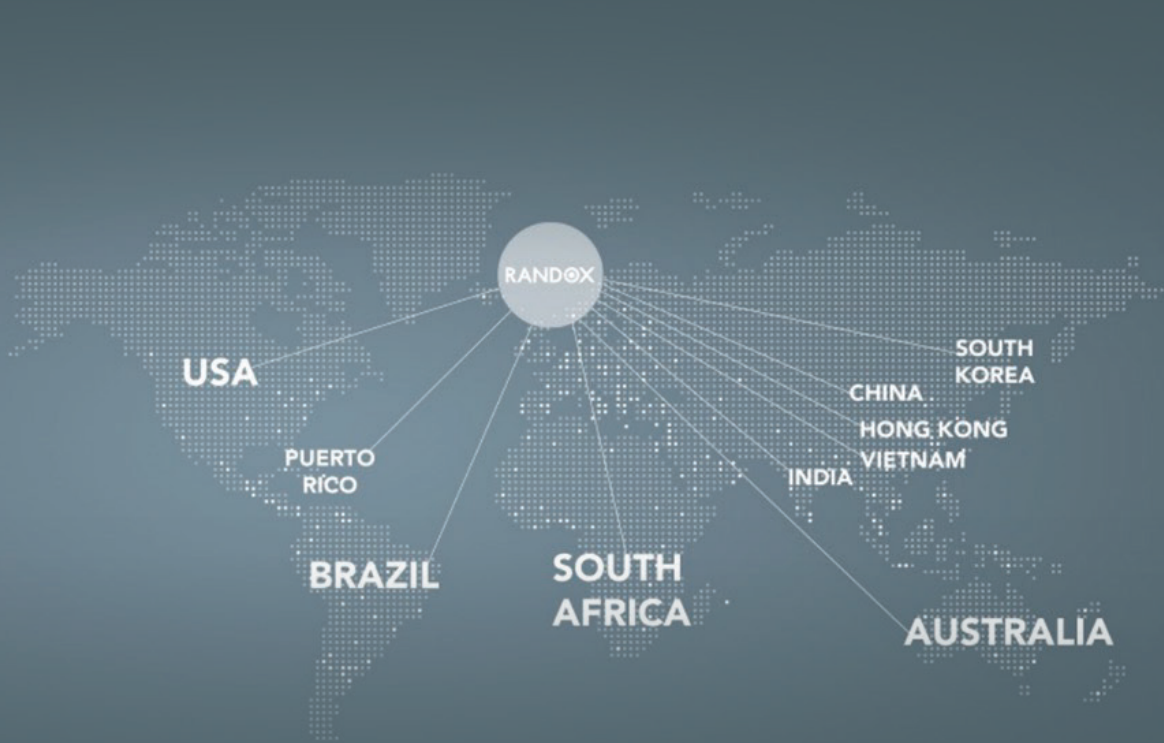 RANDOX
USA
SOUTH
KOREA
CHINA
HONG KONG
PUERTO
RICO
VIETNAM
INDIA
BRAZIL
SOUTH
AFRICA
AUSTRALIA